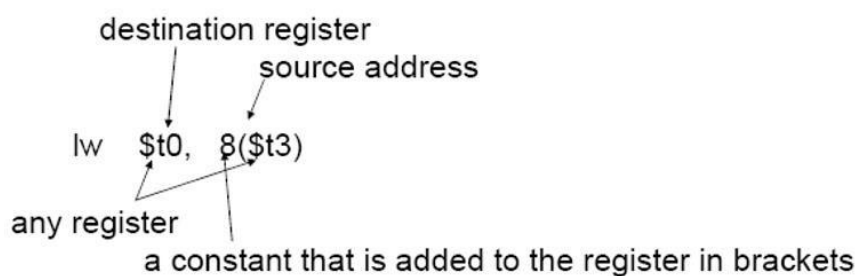 destination register
source address
lw $t0, 8($t3)
any register
a constant that is added to the register in brackets